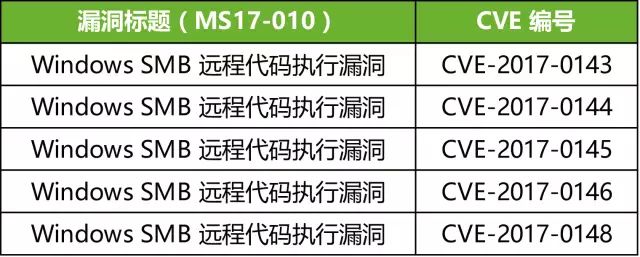 漏洞标题（MS17-010） CVE 编号
Windows SMB 远程代码执行漏洞 CVE-2017-0143
Windows SMB 远程代码执行漏洞 CVE-2017-0144
Windows SMB 远程代码执行漏洞 CVE-2017-0145
Windows SMB 远程代码执行漏洞 CVE-2017-0146
Windows SMB 远程代码执行漏洞 CVE-2017-0148